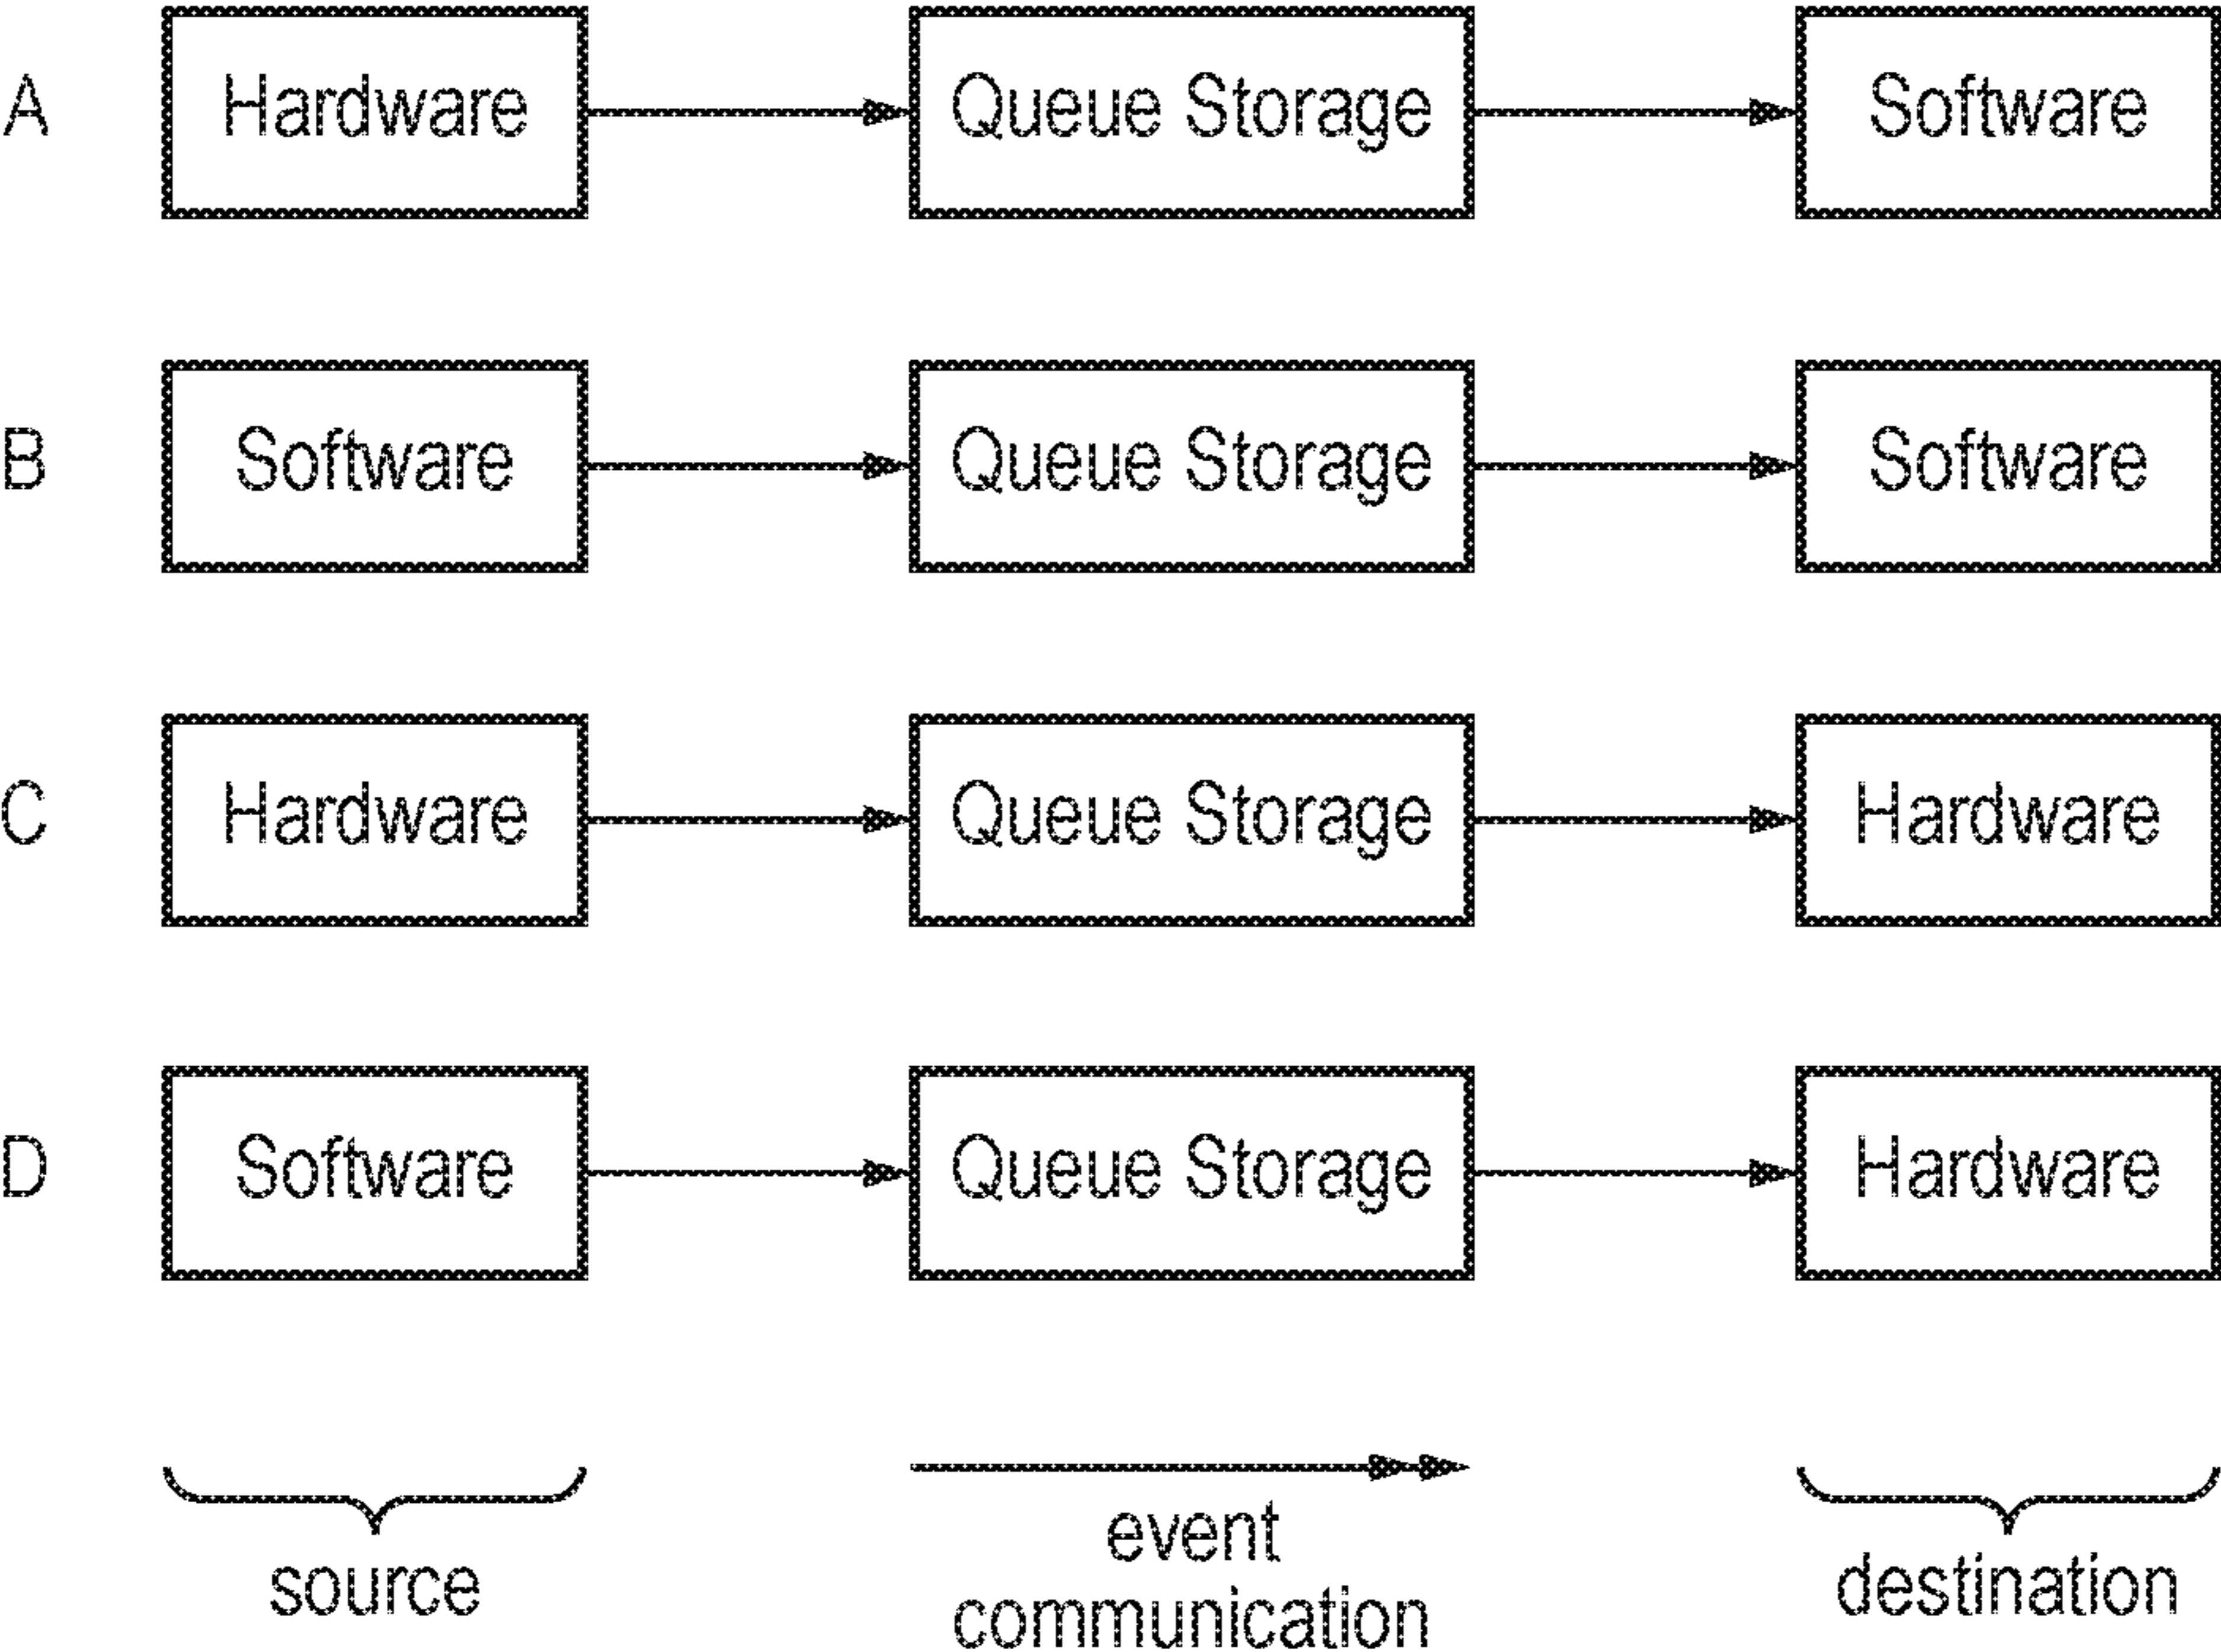 A Hardware Queue Storage Software
B Software Queue Storage Software
C Hardware Queue Storage Hardware
D Software Queue Storage Hardware
source
event
communication
destination